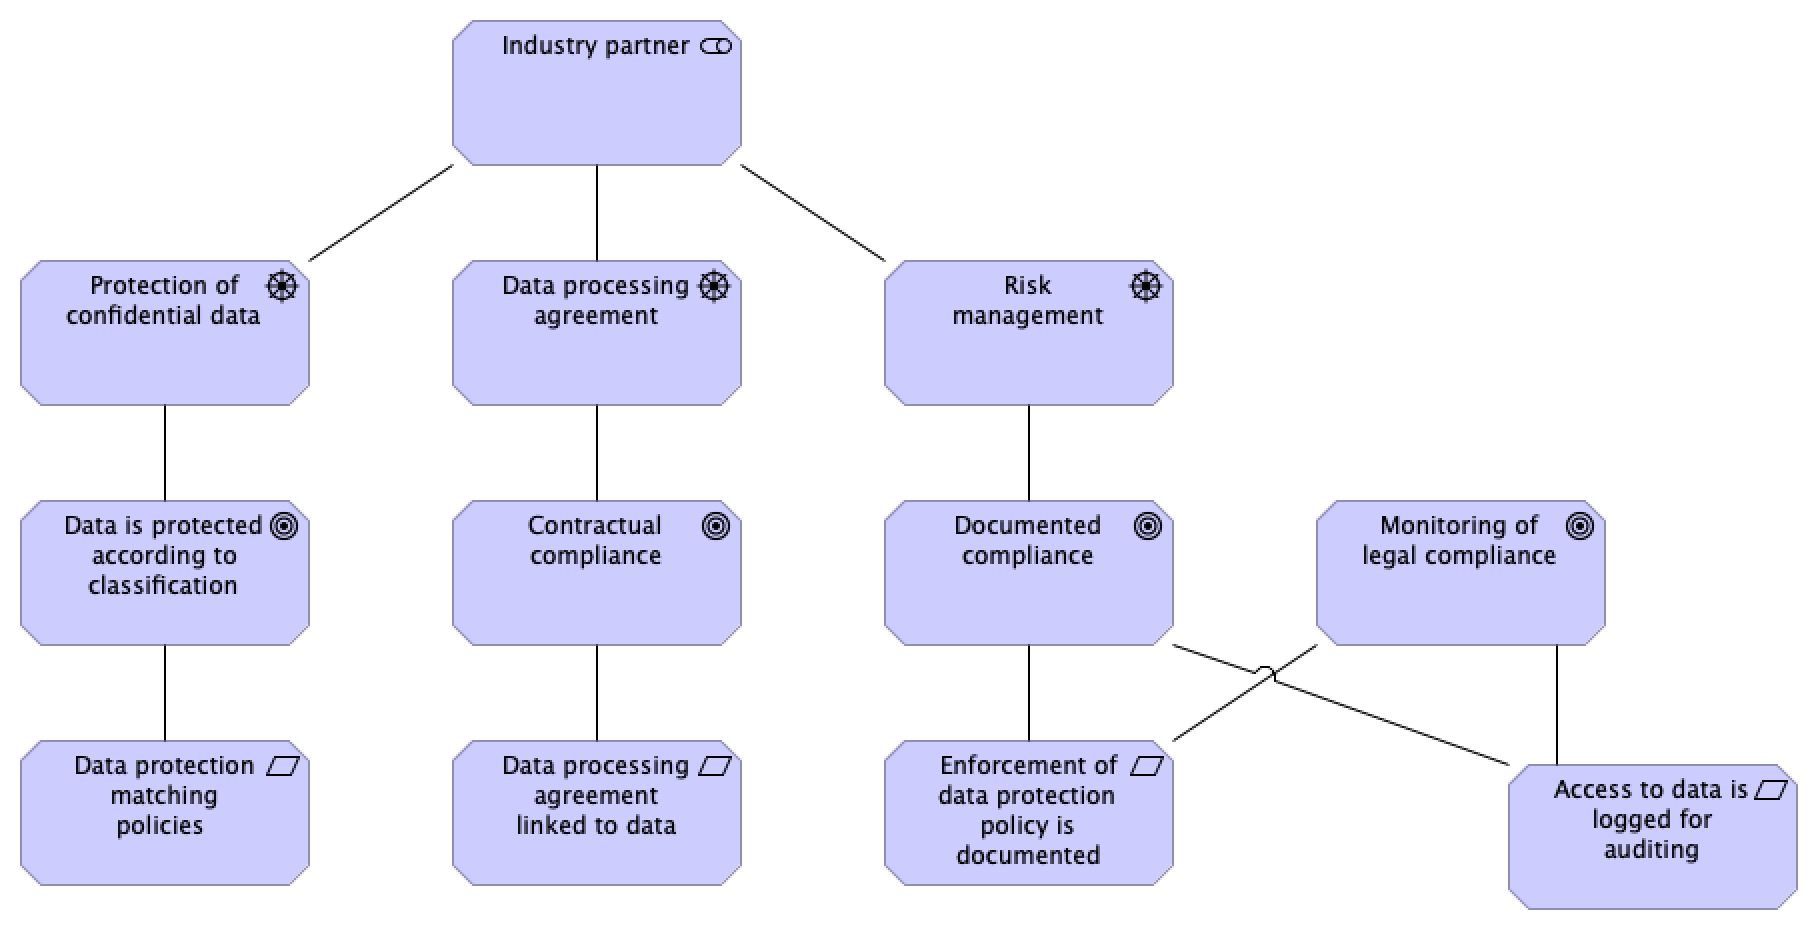 Industry partner
Protection of
confidential data
Data processing
agreement
Risk
management
Data is protected
according to
classification
Contractual
compliance
Documented
compliance
Monitoring of
legal compliance
Data protection
matching
policies
Data processing
agreement
linked to data
Enforcement of
data protection
policy is
documented
Access to data is
logged for
auditing